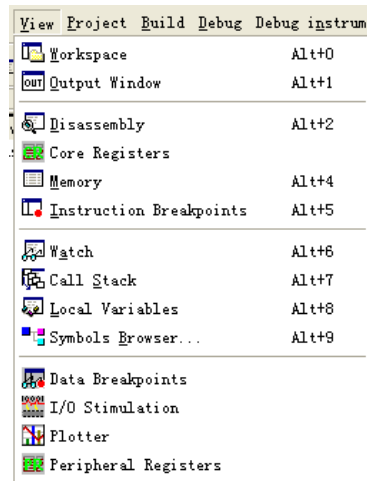 View Project Build Debug Debug instrum
Workspace Alt+0
Output Window Alt+1
Disassembly Alt+2
Core Registers
Memory Alt+4
Instruction Breakpoints Alt+5
Watch Alt+6
Call Stack Alt+7
Local Variables Alt+8
Symbols Browser... Alt+9
Data Breakpoints
I/O Stimulation
Plotter
Peripheral Registers